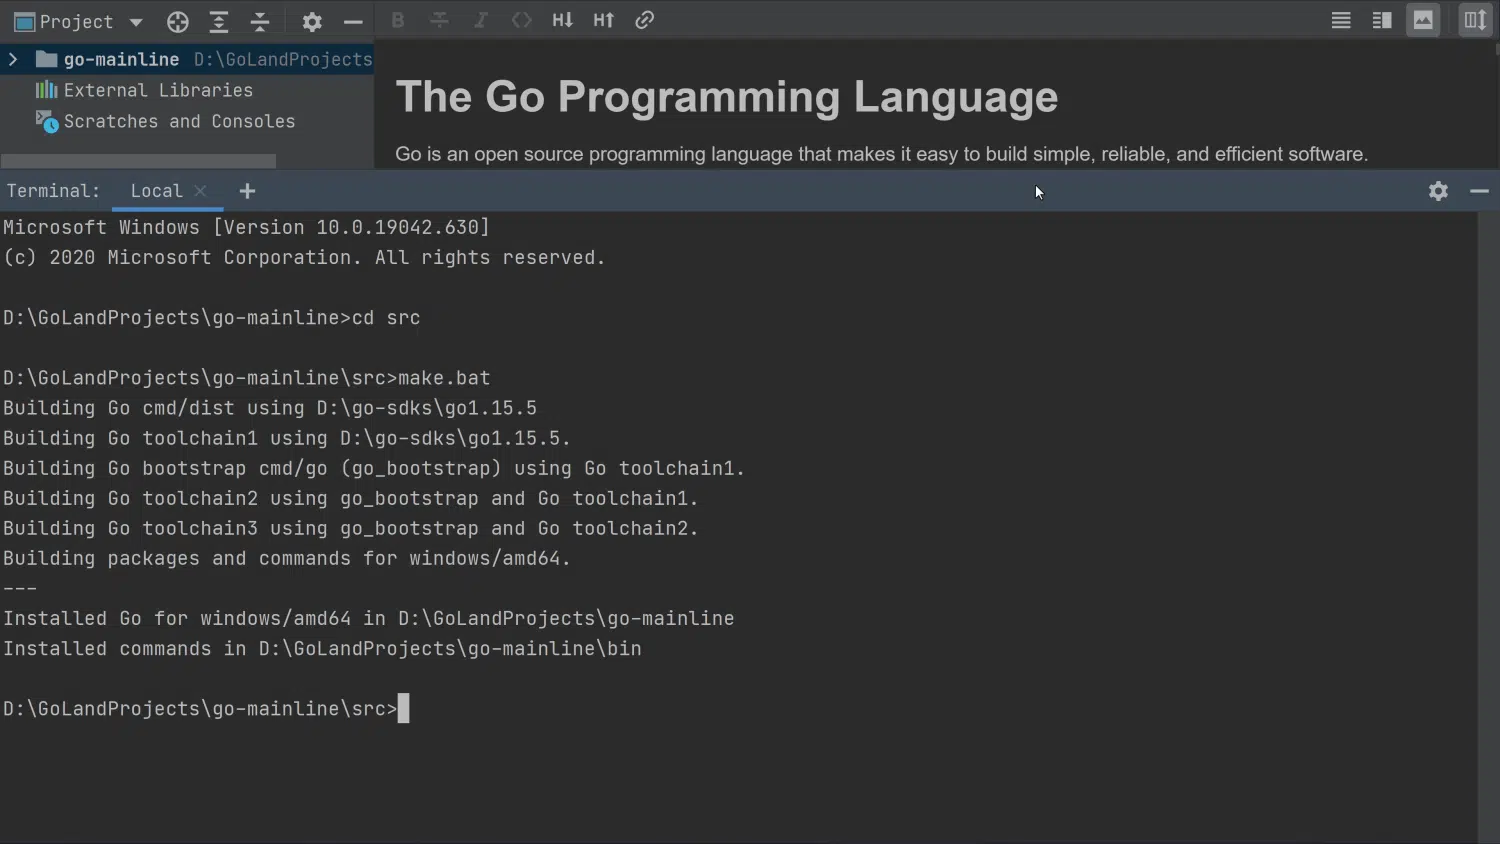 Project
go-mainline D:\GoLandProjects
External Libraries
Scratches and Consoles
B I <> H↓ H↑
The Go Programming Language
Go is an open source programming language that makes it easy to build simple, reliable, and efficient software.
Terminal: Local
Microsoft Windows [Version 10.0.19042.630]
(c) 2020 Microsoft Corporation. All rights reserved.
D:\GoLandProjects\go-mainline>cd src
D:\GoLandProjects\go-mainline\src>make.bat
Building Go cmd/dist using D:\go-sdks\go1.15.5
Building Go toolchain1 using D:\go-sdks\go1.15.5.
Building Go bootstrap cmd/go (go_bootstrap) using Go toolchain1.
Building Go toolchain2 using go_bootstrap and Go toolchain1.
Building Go toolchain3 using go_bootstrap and Go toolchain2.
Building packages and commands for windows/amd64.
---
Installed Go for windows/amd64 in D:\GoLandProjects\go-mainline
Installed commands in D:\GoLandProjects\go-mainline\bin
D:\GoLandProjects\go-mainline\src>